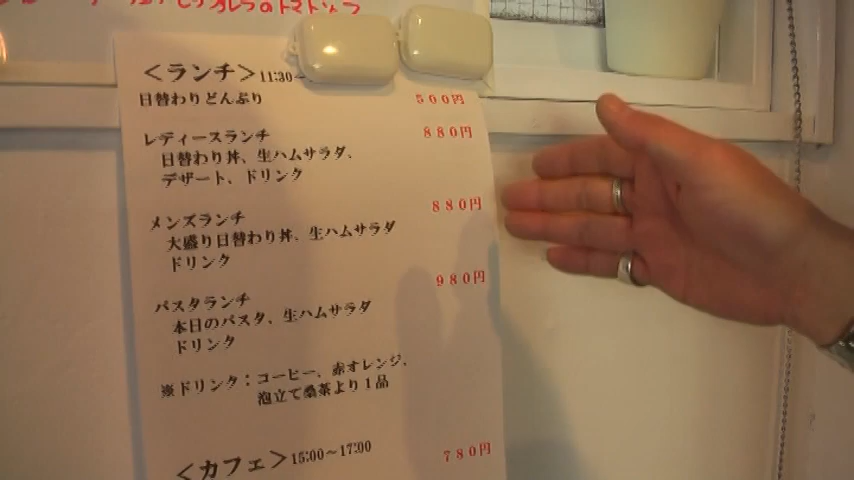 ＜ランチ＞11:30～
日替わりどんぶり 500円
レディースランチ 880円
日替わり丼、生ハムサラダ、
デザート、ドリンク
メンズランチ 880円
大盛り日替わり丼、生ハムサラダ
ドリンク
パスタランチ 980円
本日のパスタ、生ハムサラダ
ドリンク
※ドリンク：コーヒー、赤オレンジ、
泡立て桑茶より１品
＜カフェ＞15:00～17:00 780円